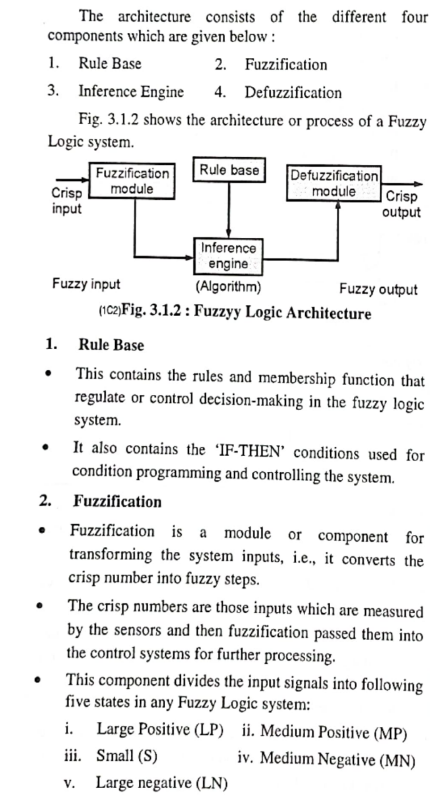 The architecture consists of the different four
components which are given below :
1. Rule Base 2. Fuzzification
3. Inference Engine 4. Defuzzification
Fig. 3.1.2 shows the architecture or process of a Fuzzy
Logic system.
Crisp input
Fuzzification module
Rule base
Defuzzification module
Crisp output
Inference engine
(Algorithm)
Fuzzy input
Fuzzy output
(1C2)Fig. 3.1.2 : Fuzzyy Logic Architecture
1. Rule Base
• This contains the rules and membership function that
regulate or control decision-making in the fuzzy logic
system.
• It also contains the ‘IF-THEN’ conditions used for
condition programming and controlling the system.
2. Fuzzification
• Fuzzification is a module or component for
transforming the system inputs, i.e., it converts the
crisp number into fuzzy steps.
• The crisp numbers are those inputs which are measured
by the sensors and then fuzzification passed them into
the control systems for further processing.
• This component divides the input signals into following
five states in any Fuzzy Logic system:
i. Large Positive (LP) ii. Medium Positive (MP)
iii. Small (S) iv. Medium Negative (MN)
v. Large negative (LN)